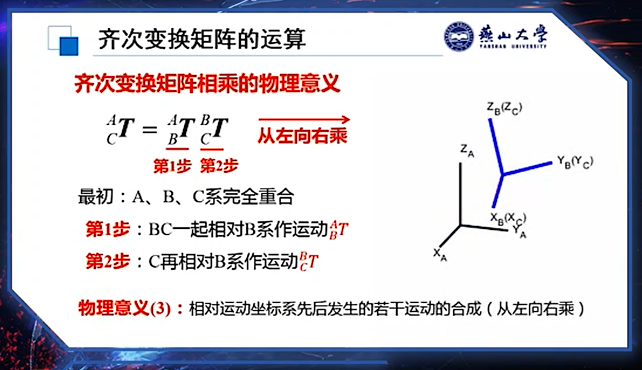 齐次变换矩阵的运算
燕山大学
YANSHAN UNIVERSITY
齐次变换矩阵相乘的物理意义
{}^{A}_{C}T = {}^{A}_{B}T {}^{B}_{C}T
从左向右乘
第1步 第2步
最初：A、B、C系完全重合
第1步：BC一起相对B系作运动{}^{A}_{B}T
第2步：C再相对B系作运动{}^{B}_{C}T
Z_B(Z_C)
Z_A
Y_B(Y_C)
X_B(X_C)
Y_A
X_A
物理意义(3)：相对运动坐标系先后发生的若干运动的合成（从左向右乘）